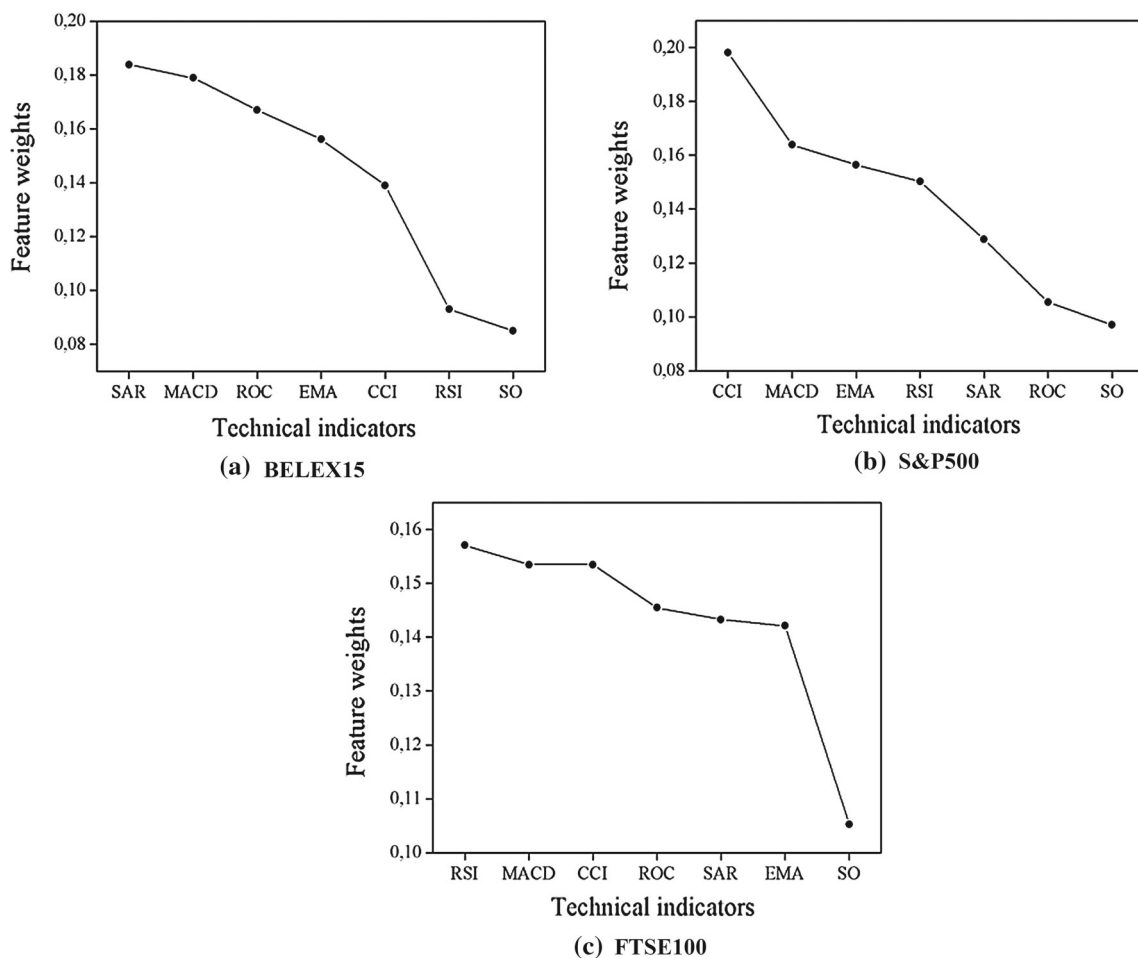 Feature weights
0,20
0,18
0,16
0,14
0,12
0,10
0,08
SAR MACD ROC EMA CCI RSI SO
Technical indicators
(a) BELEX15
Feature weights
0,20
0,18
0,16
0,14
0,12
0,10
0,08
CCI MACD EMA RSI SAR ROC SO
Technical indicators
(b) S&P500
Feature weights
0,16
0,15
0,14
0,13
0,12
0,11
0,10
RSI MACD CCI ROC SAR EMA SO
Technical indicators
(c) FTSE100